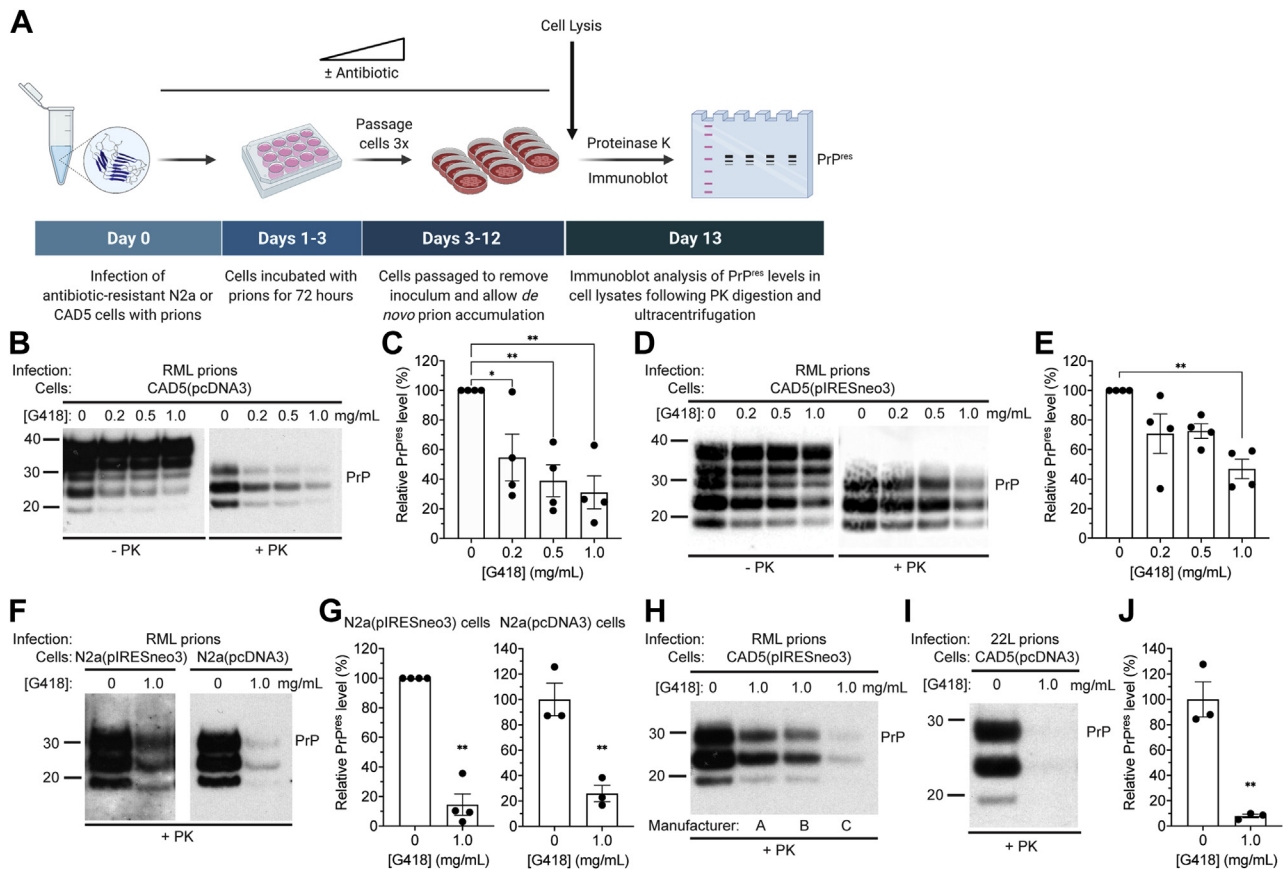 A
Cell Lysis
± Antibiotic
Passage
cells 3x
Proteinase K
Immunoblot
PrPres
Day 0
Days 1-3
Days 3-12
Day 13
Infection of
antibiotic-resistant N2a or
CAD5 cells with prions
Cells incubated with
prions for 72 hours
Cells passaged to remove
inoculum and allow de
novo prion accumulation
Immunoblot analysis of PrPres levels in
cell lysates following PK digestion and
ultracentrifugation
B
Infection: RML prions
Cells: CAD5(pcDNA3)
[G418]: 0 0.2 0.5 1.0 0 0.2 0.5 1.0 mg/mL
40
30
20
PrP
- PK + PK
C
** 
**
*
Relative PrPres level (%)
120
100
80
60
40
20
0
0 0.2 0.5 1.0
[G418] (mg/mL)
D
Infection: RML prions
Cells: CAD5(pIRESneo3)
[G418]: 0 0.2 0.5 1.0 0 0.2 0.5 1.0 mg/mL
40
30
20
PrP
- PK + PK
E
**
Relative PrPres level (%)
120
100
80
60
40
20
0
0 0.2 0.5 1.0
[G418] (mg/mL)
F
Infection: RML prions
Cells: N2a(pIRESneo3) N2a(pcDNA3)
[G418]: 0 1.0 0 1.0 mg/mL
30
20
PrP
+ PK
G
N2a(pIRESneo3) cells N2a(pcDNA3) cells
Relative PrPres level (%)
120
100
80
60
40
20
0
**
0 1.0
[G418] (mg/mL)
140
120
100
80
60
40
20
0
**
0 1.0
[G418] (mg/mL)
H
Infection: RML prions
Cells: CAD5(pIRESneo3)
[G418]: 0 1.0 1.0 1.0 mg/mL
30
20
PrP
Manufacturer: A B C
+ PK
I
Infection: 22L prions
Cells: CAD5(pcDNA3)
[G418]: 0 1.0 mg/mL
30
20
PrP
+ PK
J
Relative PrPres level (%)
140
120
100
80
60
40
20
0
**
0 1.0
[G418] (mg/mL)